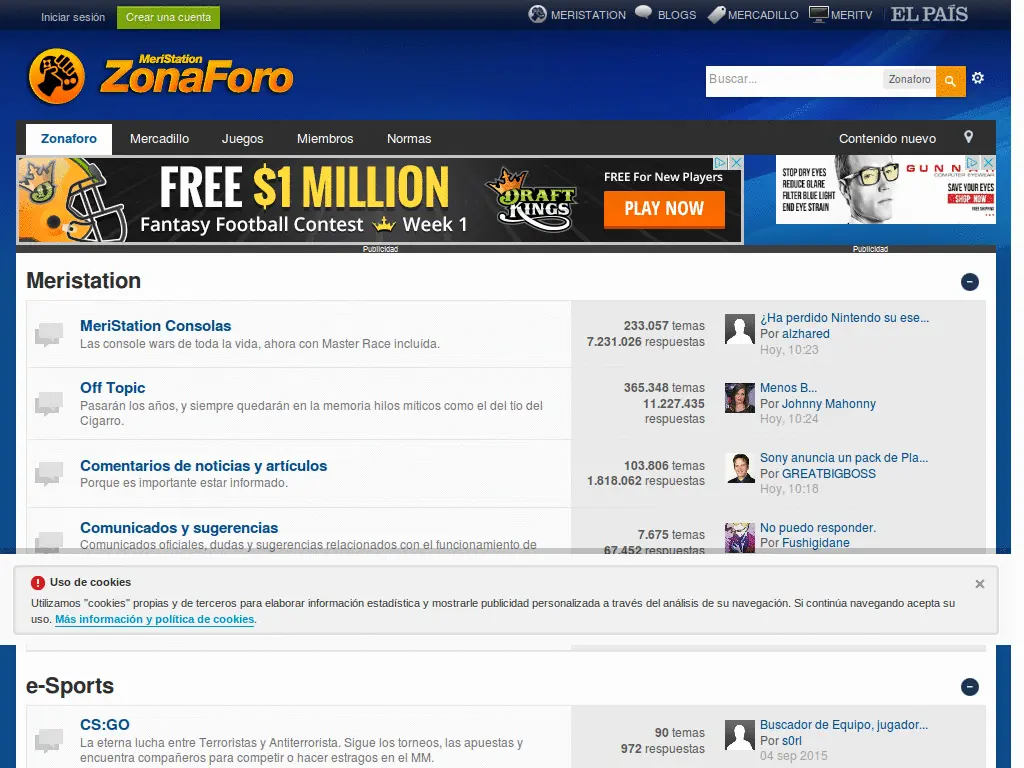 Iniciar sesión
Crear una cuenta
MERISTATION
BLOGS
MERCADILLO
MERITV
EL PAÍS
MeriStation
ZonaForo
Buscar...
Zonaforo
Zonaforo
Mercadillo
Juegos
Miembros
Normas
Contenido nuevo
FREE $1 MILLION
Fantasy Football Contest Week 1
DRAFT
KINGS
FREE For New Players
PLAY NOW
STOP DRY EYES
REDUCE GLARE
FILTER BLUE LIGHT
END EYE STRAIN
GUNNAR
COMPUTER EYEWEAR
SAVE YOUR EYES
SHOP NOW
FREE SHIPPING
Publicidad
Publicidad
Meristation
MeriStation Consolas
Las console wars de toda la vida, ahora con Master Race incluída.
233.057 temas
7.231.026 respuestas
¿Ha perdido Nintendo su ese...
Por alzhared
Hoy, 10:23
Off Topic
Pasarán los años, y siempre quedarán en la memoria hilos míticos como el del tío del
Cigarro.
365.348 temas
11.227.435
respuestas
Menos B...
Por Johnny Mahonny
Hoy, 10:24
Comentarios de noticias y artículos
Porque es importante estar informado.
103.806 temas
1.818.062 respuestas
Sony anuncia un pack de Pla...
Por GREATBIGBOSS
Hoy, 10:18
Comunicados y sugerencias
Comunicados oficiales, dudas y sugerencias relacionados con el funcionamiento de
7.675 temas
67.452 respuestas
No puedo responder.
Por Fushigidane
Uso de cookies
Utilizamos "cookies" propias y de terceros para elaborar información estadística y mostrarle publicidad personalizada a través del análisis de su navegación. Si continúa navegando acepta su
uso. Más información y política de cookies.
e-Sports
CS:GO
La eterna lucha entre Terroristas y Antiterrorista. Sigue los torneos, las apuestas y
encuentra compañeros para competir o hacer estragos en el MM.
90 temas
972 respuestas
Buscador de Equipo, jugador...
Por s0rl
04 sep 2015